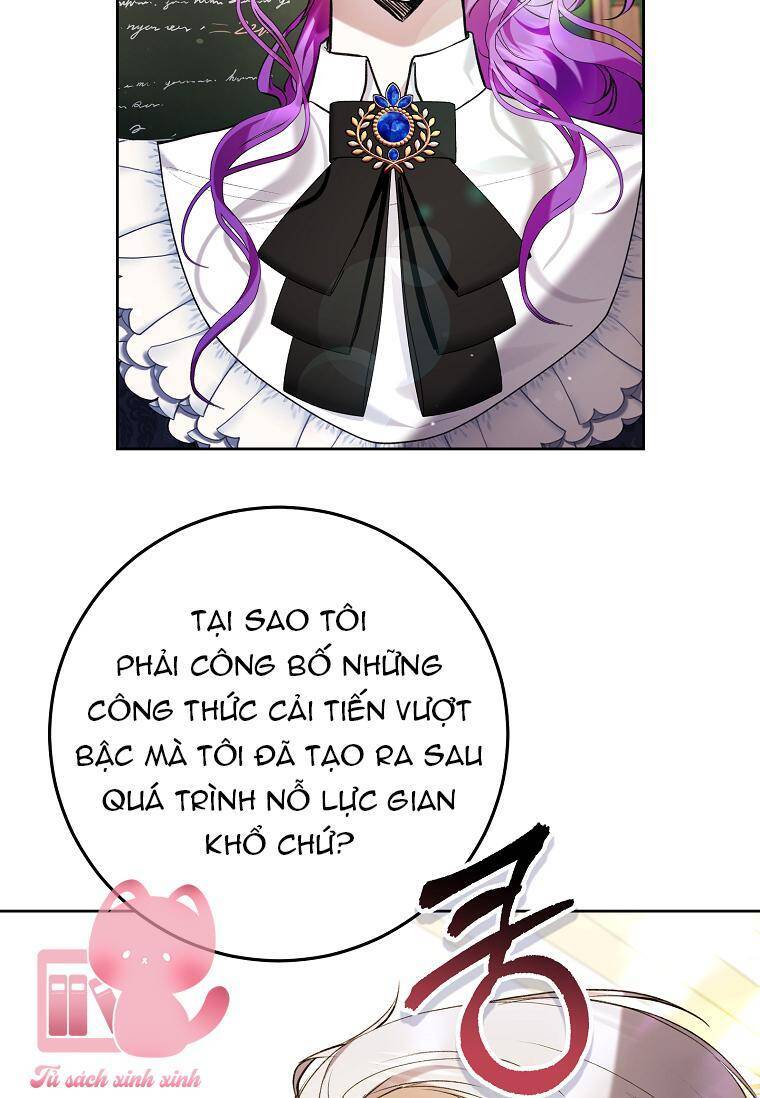 TẠI SAO TÔI
PHẢI CÔNG BỐ NHỮNG
CÔNG THỨC CẢI TIẾN VƯỢT
BẬC MÀ TÔI ĐÃ TẠO RA SAU
QUÁ TRÌNH NỖ LỰC GIAN
KHỔ CHỨ?
쿵
Tủ sách xinh xinh